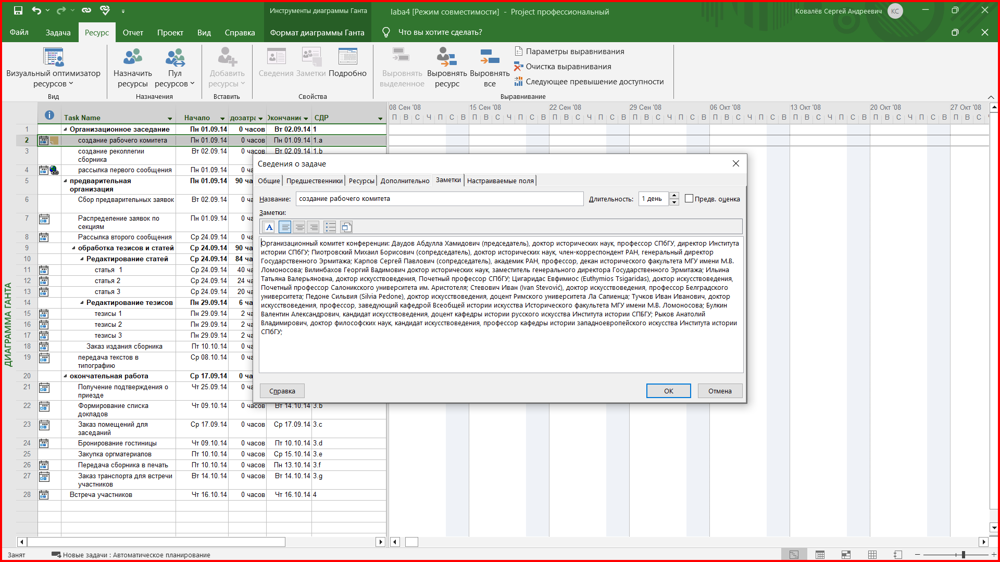 Инструменты диаграммы Ганта
laba4 [Режим совместимости] - Project профессиональный
Ковалёв Сергей Андреевич
КС
Файл Задача Ресурс Отчет Проект Вид Справка Формат диаграммы Ганта Что вы хотите сделать?
Визуальный оптимизатор ресурсов
Вид
Назначить ресурсы
Пул ресурсов
Назначения
Добавить ресурсы
Вставить
Сведения Заметки Подробно
Свойства
Выровнять выделенное
Выровнять ресурс
Выровнять все
Параметры выравнивания
Очистка выравнивания
Следующее превышение доступности
Выравнивание
Task Name Начало дозатра Окончание СДР
08 Сен '08 15 Сен '08 22 Сен '08 29 Сен '08 06 Окт '08 13 Окт '08 20 Окт '08 27 Окт '08
П В С Ч П С В П В С Ч П С В П В С Ч П С В П В С Ч П С В П В С Ч П С В П В С Ч П С В П В С Ч П С В П В С
ДИАГРАММА ГАНТА
1 Организационное заседание Пн 01.09.14 0 часов Вт 02.09.14 1
2 создание рабочего комитета Пн 01.09.14 0 часов Пн 01.09.14 1.a
3 создание реколлегии сборника Вт 02.09.14 0 часов Вт 02.09.14 1.b
4 рассылка первого сообщения Пн 01.09.14 0 ча
5 предварительная организация Пн 01.09.14 90 ча
6 Сбор предварительных заявок Вт 02.09.14 0 ча
7 Распределение заявок по секциям Пн 01.09.14 0 ча
8 Рассылка второго сообщения Ср 24.09.14 0 ча
9 обработка тезисов и статей Ср 24.09.14 90 ча
10 Редактирование статей Ср 24.09.14 84 ча
11 статья 1 Ср 24.09.14 40 ча
12 статья 2 Ср 24.09.14 24 ча
13 статья 3 Ср 24.09.14 20 ча
14 Редактирование тезисов Пн 29.09.14 6 ча
15 тезисы 1 Пн 29.09.14 2 ча
16 тезисы 2 Пн 29.09.14 2 ча
17 тезисы 3 Пн 29.09.14 2 ча
18 Заказ издания сборника Пт 10.10.14 0 ча
19 передача текстов в типографию Ср 08.10.14 0 ча
20 окончательная работа Ср 17.09.14 0 ча
21 Получение подтверждения о приезде Чт 25.09.14 0 ча
22 Формирование списка докладов Чт 09.10.14 0 часов Вт 14.10.14 3.b
23 Заказ помещений для заседаний Ср 17.09.14 0 часов Ср 17.09.14 3.c
24 Бронирование гостиницы Чт 09.10.14 0 часов Пт 10.10.14 3.d
25 Закупка оргматериалов Пт 10.10.14 0 часов Ср 15.10.14 3.e
26 Передача сборника в печать Пт 10.10.14 0 часов Пн 13.10.14 3.f
27 Заказ транспорта для встречи участников Вт 14.10.14 0 часов Вт 14.10.14 3.g
28 Встреча участников Чт 16.10.14 0 часов Чт 16.10.14 4
Сведения о задаче
Общие Предшественники Ресурсы Дополнительно Заметки Настраиваемые поля
Название: создание рабочего комитета Длительность: 1 день Предв. оценка
Заметки:
Организационный комитет конференции: Даудов Абдулла Хамидович (председатель), доктор исторических наук, профессор СПбГУ, директор Института
истории СПбГУ; Пиотровский Михаил Борисович (сопредседатель), доктор исторических наук, член-корреспондент РАН, генеральный директор
Государственного Эрмитажа; Карпов Сергей Павлович (сопредседатель), академик РАН, профессор, декан исторического факультета МГУ имени М.В.
Ломоносова; Вилинбахов Георгий Вадимович доктор исторических наук, заместитель генерального директора Государственного Эрмитажа; Ильина
Татьяна Валерьяновна, доктор искусствоведения, Почетный профессор СПбГУ; Цигаридас Евфимиос (Euthymios Tsigaridas), доктор искусствоведения,
Почетный профессор Салоникского университета им. Аристотеля; Стевович Иван (Ivan Stevović), доктор искусствоведения, профессор Белградского
университета; Педоне Сильвия (Silvia Pedone), доктор искусствоведения, доцент Римского университета Ла Сапиенца; Тучков Иван Иванович, доктор
искусствоведения, профессор, заведующий кафедрой Всеобщей истории искусства Исторического факультета МГУ имени М.В. Ломоносова; Булкин
Валентин Александрович, кандидат искусствоведения, доцент кафедры истории русского искусства Института истории СПБГУ; Рыков Анатолий
Владимирович, доктор философских наук, кандидат искусствоведения, профессор кафедры истории западноевропейского искусства Института истории
СПбГУ;
Справка ОК Отмена
Занят Новые задачи : Автоматическое планирование